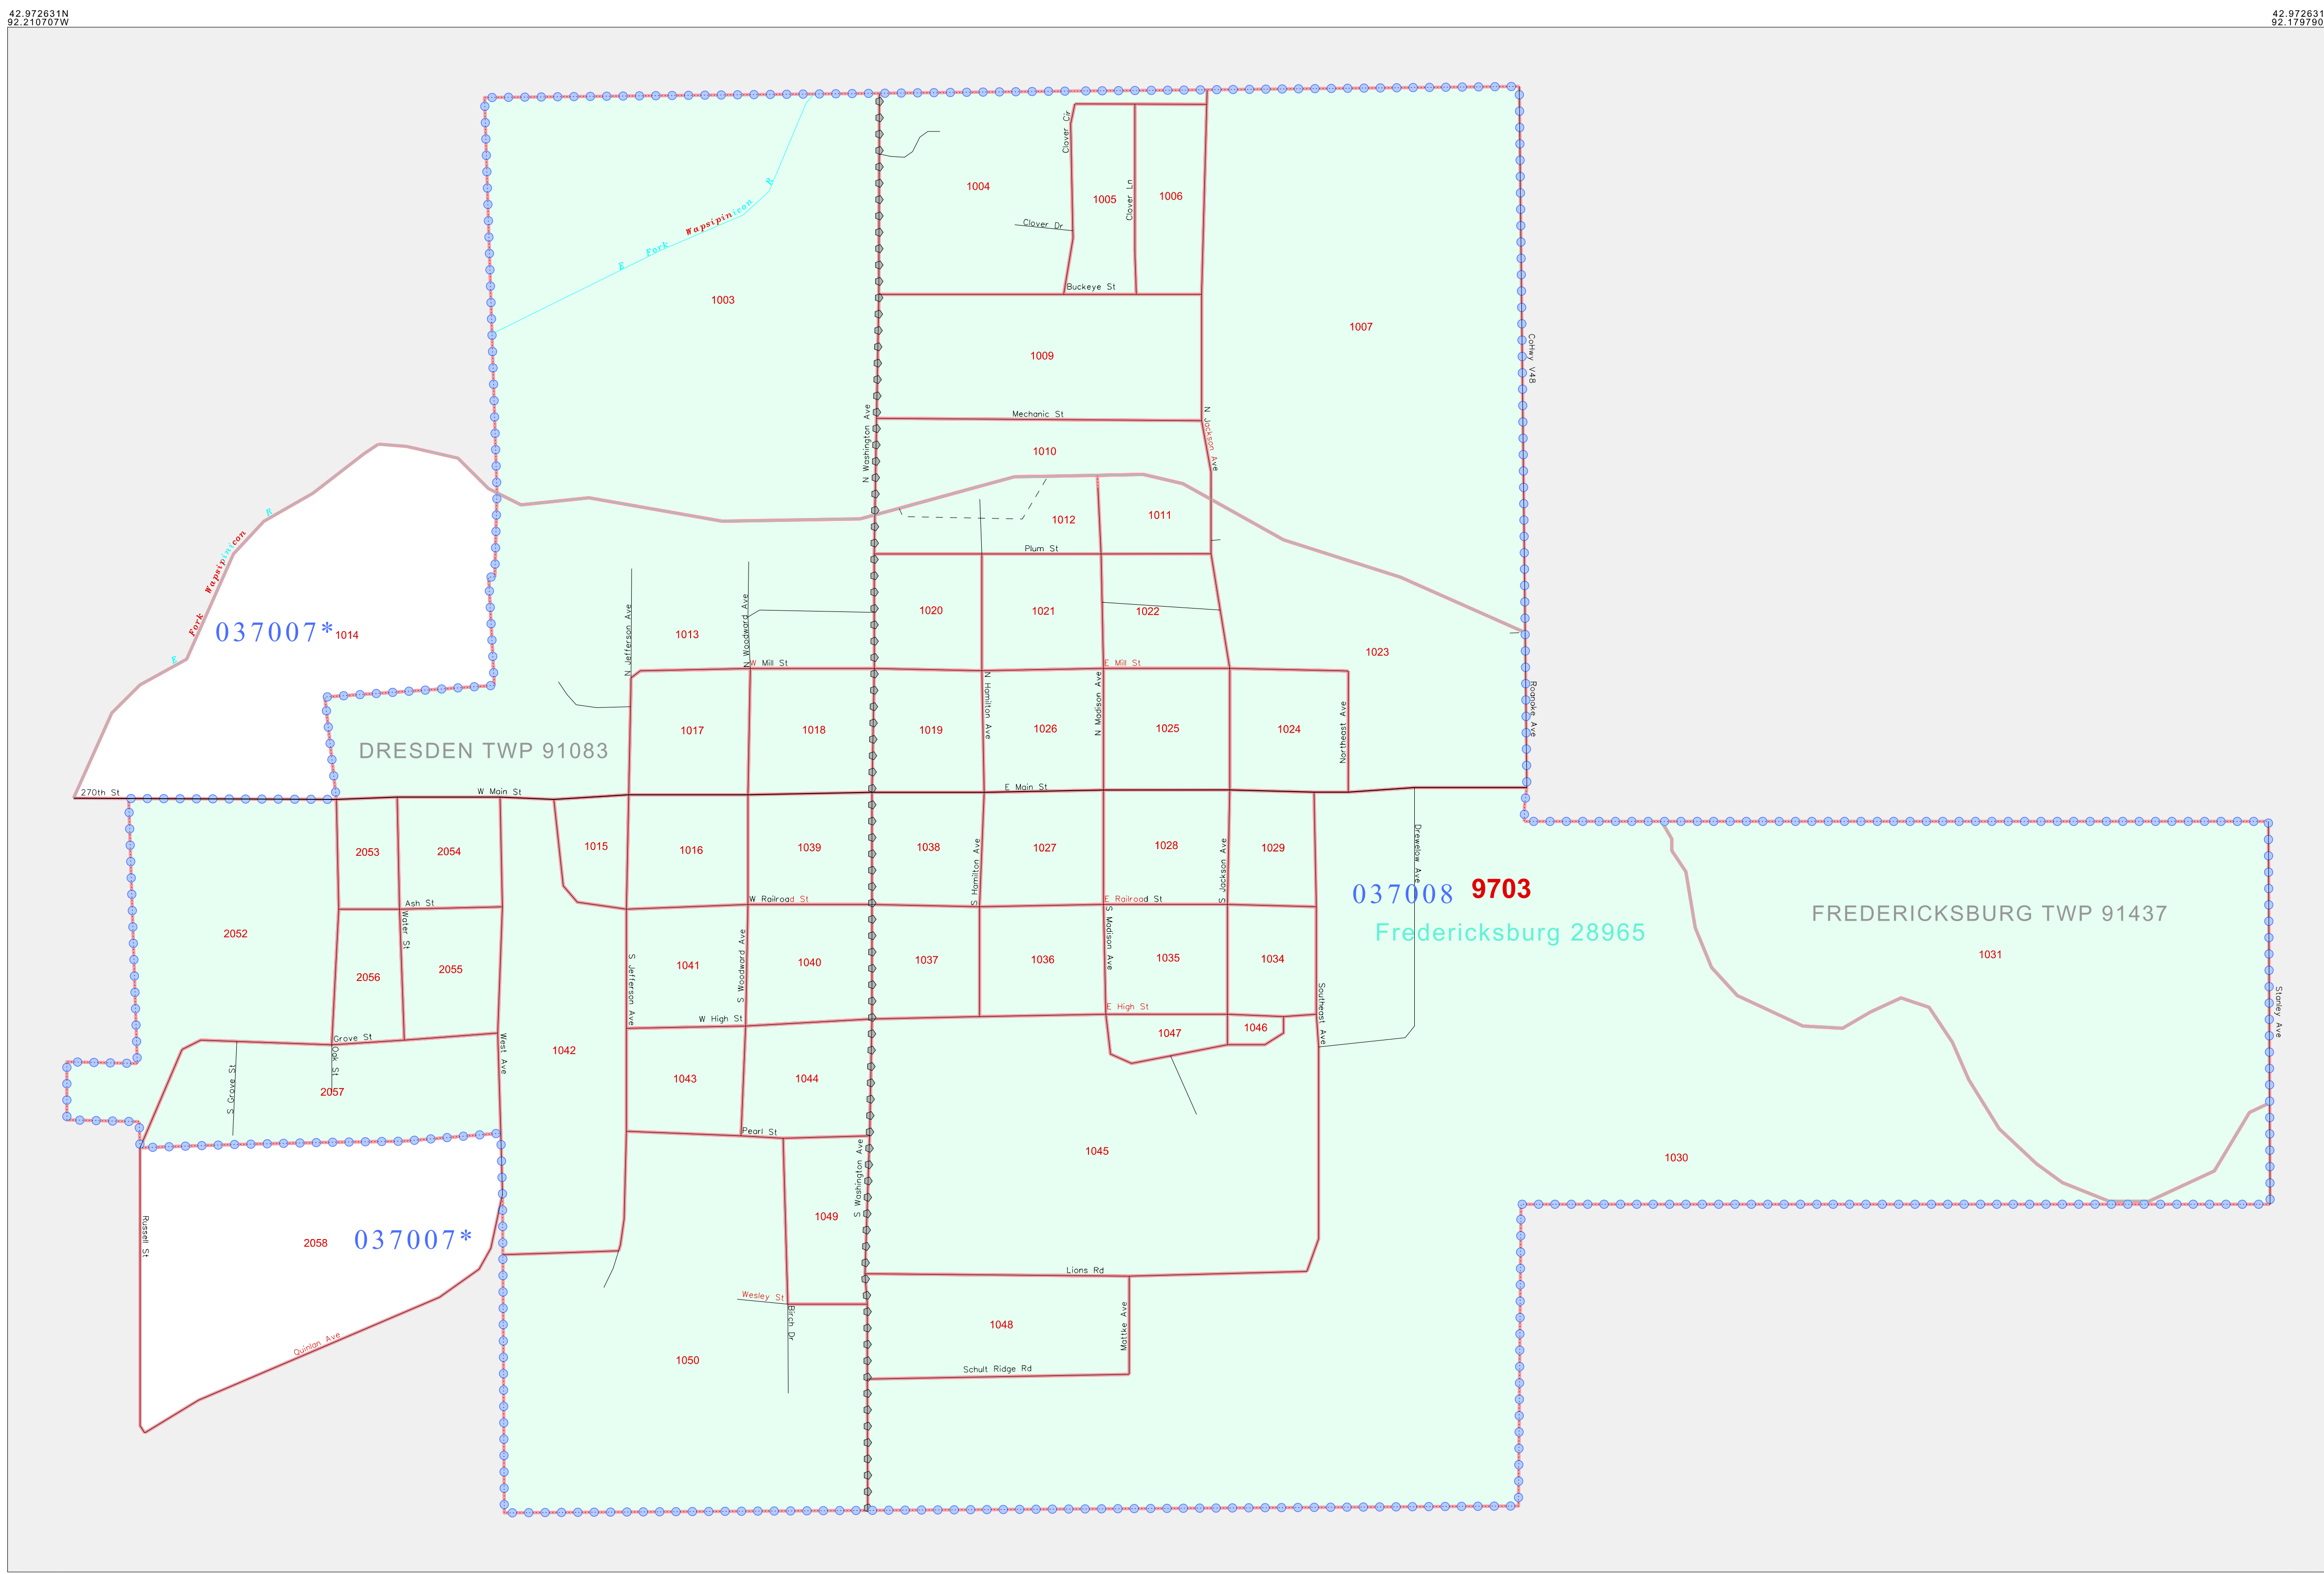 42.972631N
92.210707W
42.972631
92.179790
Clover Cir
1004
1005
Clover Ln
1006
R
Wapsipinicon
Fork
E
Clover Dr
1003
Buckeye St
1007
CoHwy V48
1009
N Washington Ave
Mechanic St
N Jackson Ave
1010
R
Wapsipinicon
Fork
E
1012
1011
Plum St
037007*
1014
N Jefferson Ave
1013
N Woodward Ave
1020
1021
1022
1023
W Mill St
E Mill St
Roanoke Ave
DRESDEN TWP 91083
1017
1018
1019
N Hamilton Ave
1026
N Madison Ave
1025
1024
Northeast Ave
270th St
W Main St
E Main St
2053
2054
1015
1016
1039
1038
S Hamilton Ave
1027
1028
S Jackson Ave
1029
Drewelow Ave
037008
9703
Fredericksburg 28965
FREDERICKSBURG TWP 91437
Ash St
Water St
W Railroad St
E Railroad St
2052
2056
2055
S Jefferson Ave
1041
S Woodward Ave
1040
1037
1036
S Madison Ave
1035
1034
Southeast Ave
1031
Stanley Ave
W High St
E High St
Grove St
Oak St
West Ave
1042
1047
1046
S Grove St
2057
1043
1044
Pearl St
S Washington Ave
1045
1030
Russell St
2058
037007*
1049
Lions Rd
Wesley St
Birch Dr
1048
Mattke Ave
Quinlan Ave
1050
Schult Ridge Rd